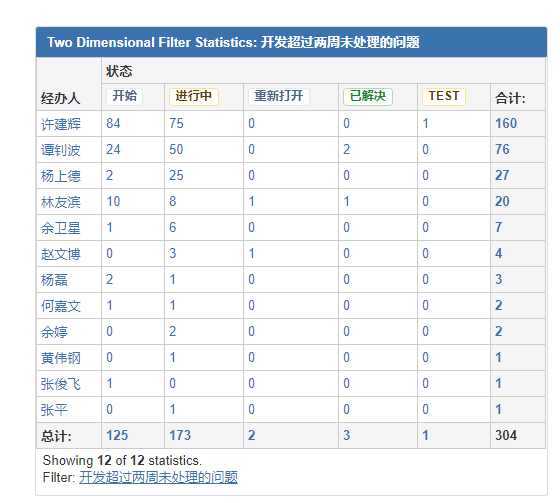 Two Dimensional Filter Statistics: 开发超过两周未处理的问题
状态
经办人 开始 进行中 重新打开 已解决 TEST 合计:
许建辉 84 75 0 0 1 160
谭钊波 24 50 0 2 0 76
杨上德 2 25 0 0 0 27
林友滨 10 8 1 1 0 20
余卫星 1 6 0 0 0 7
赵文博 0 3 1 0 0 4
杨磊 2 1 0 0 0 3
何嘉文 1 1 0 0 0 2
余婷 0 2 0 0 0 2
黄伟钢 0 1 0 0 0 1
张俊飞 1 0 0 0 0 1
张平 0 1 0 0 0 1
总计: 125 173 2 3 1 304
Showing 12 of 12 statistics.
Filter: 开发超过两周未处理的问题